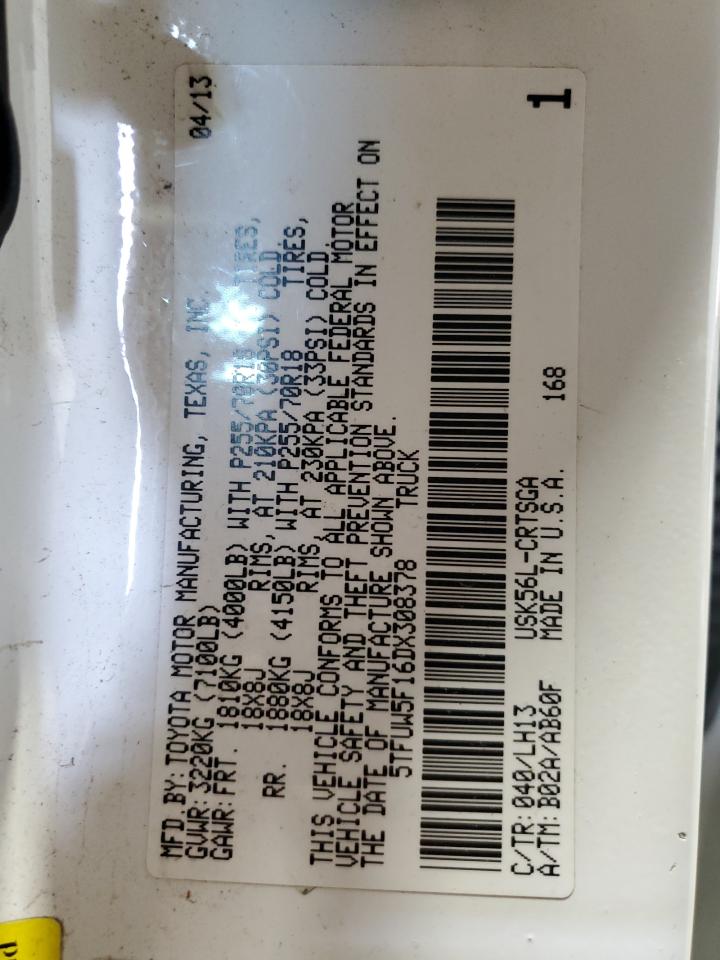 MFD.BY:TOYOTA MOTOR MANUFACTURING, TEXAS, INC. 04/13
GVWR:3220KG (7100LB)
GAWR:FRT. 1810KG (4000LB) WITH P255/70R18 TIRES,
18X8J RIMS, AT 210KPA (30PSI) COLD
RR. 1880KG (4150LB) WITH P255/70R18 TIRES,
18X8J RIMS, AT 230KPA (33PSI) COLD
THIS VEHICLE CONFORMS TO ALL APPLICABLE FEDERAL MOTOR
VEHICLE SAFETY AND THEFT PREVENTION STANDARDS IN EFFECT ON
THE DATE OF MANUFACTURE SHOWN ABOVE.
5TFUW5F16DX308378 TRUCK
C/TR:040/LH13 USK56L-CRTSGA 168
A/TM:B02A/AB60F MADE IN U.S.A. 1